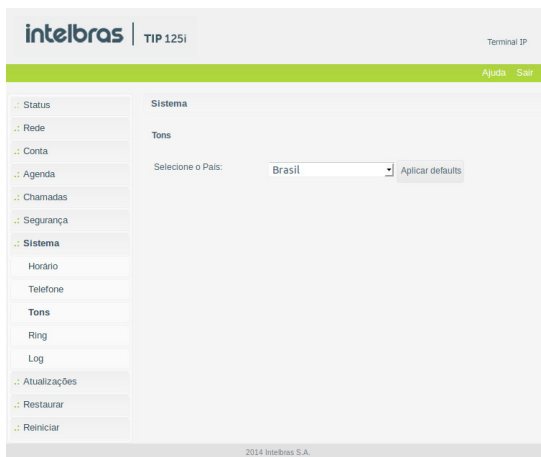 intelbras TIP 125i
Terminal IP
Ajuda Sair
.: Status
.: Rede
.: Conta
.: Agenda
.: Chamadas
.: Segurança
.: Sistema
Horário
Telefone
Tons
Ring
Log
.: Atualizações
.: Restaurar
.: Reiniciar
Sistema
Tons
Selecione o País: Brasil Aplicar defaults
2014 Intelbras S.A.